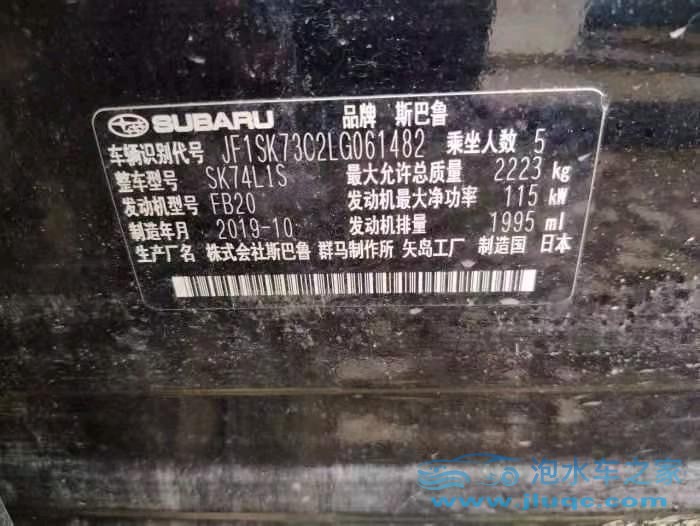 SUBARU 品牌 斯巴鲁
车辆识别代号 JF1SK73C2LG061482 乘坐人数 5
整车型号 SK74L1S 最大允许总质量 2223 kg
发动机型号 FB20 发动机最大净功率 115 kW
制造年月 2019-10 发动机排量 1995 ml
生产厂名 株式会社斯巴鲁 群马制作所 矢岛工厂 制造国 日本
泡水车之家
www.jluqc.com